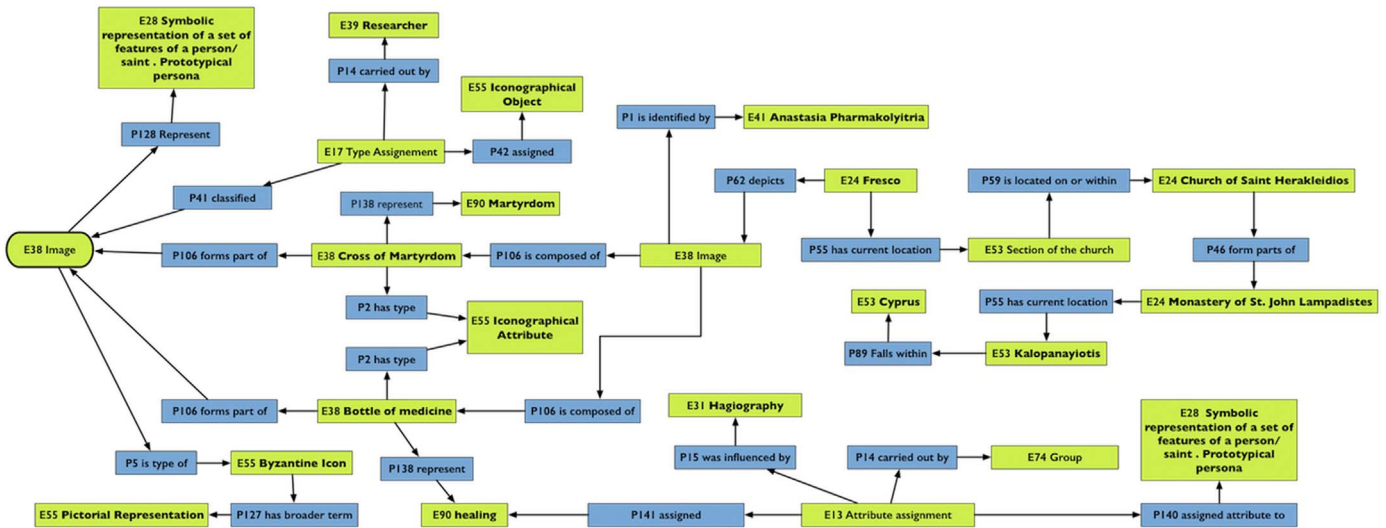 E28 Symbolic
representation of a set of
features of a person/
saint . Prototypical
persona
E39 Researcher
P14 carried out by
E55 Iconographical
Object
P128 Represent
E17 Type Assignement
P42 assigned
P1 is identified by
E41 Anastasia Pharmakolyitria
P41 classified
P138 represent
E90 Martyrdom
P62 depicts
E24 Fresco
P59 is located on or within
E24 Church of Saint Herakleidios
E38 Image
P106 forms part of
E38 Cross of Martyrdom
P106 is composed of
E38 Image
P55 has current location
E53 Section of the church
P46 form parts of
P2 has type
E55 Iconographical
Attribute
E53 Cyprus
P55 has current location
E24 Monastery of St. John Lampadistes
P2 has type
P89 Falls within
E53 Kalopanayiotis
P106 forms part of
E38 Bottle of medicine
P106 is composed of
E31 Hagiography
E28 Symbolic
representation of a set of
features of a person/
saint . Prototypical
persona
P5 is type of
E55 Byzantine Icon
P138 represent
P15 was influenced by
P14 carried out by
E74 Group
E55 Pictorial Representation
P127 has broader term
E90 healing
P141 assigned
E13 Attribute assignment
P140 assigned attribute to